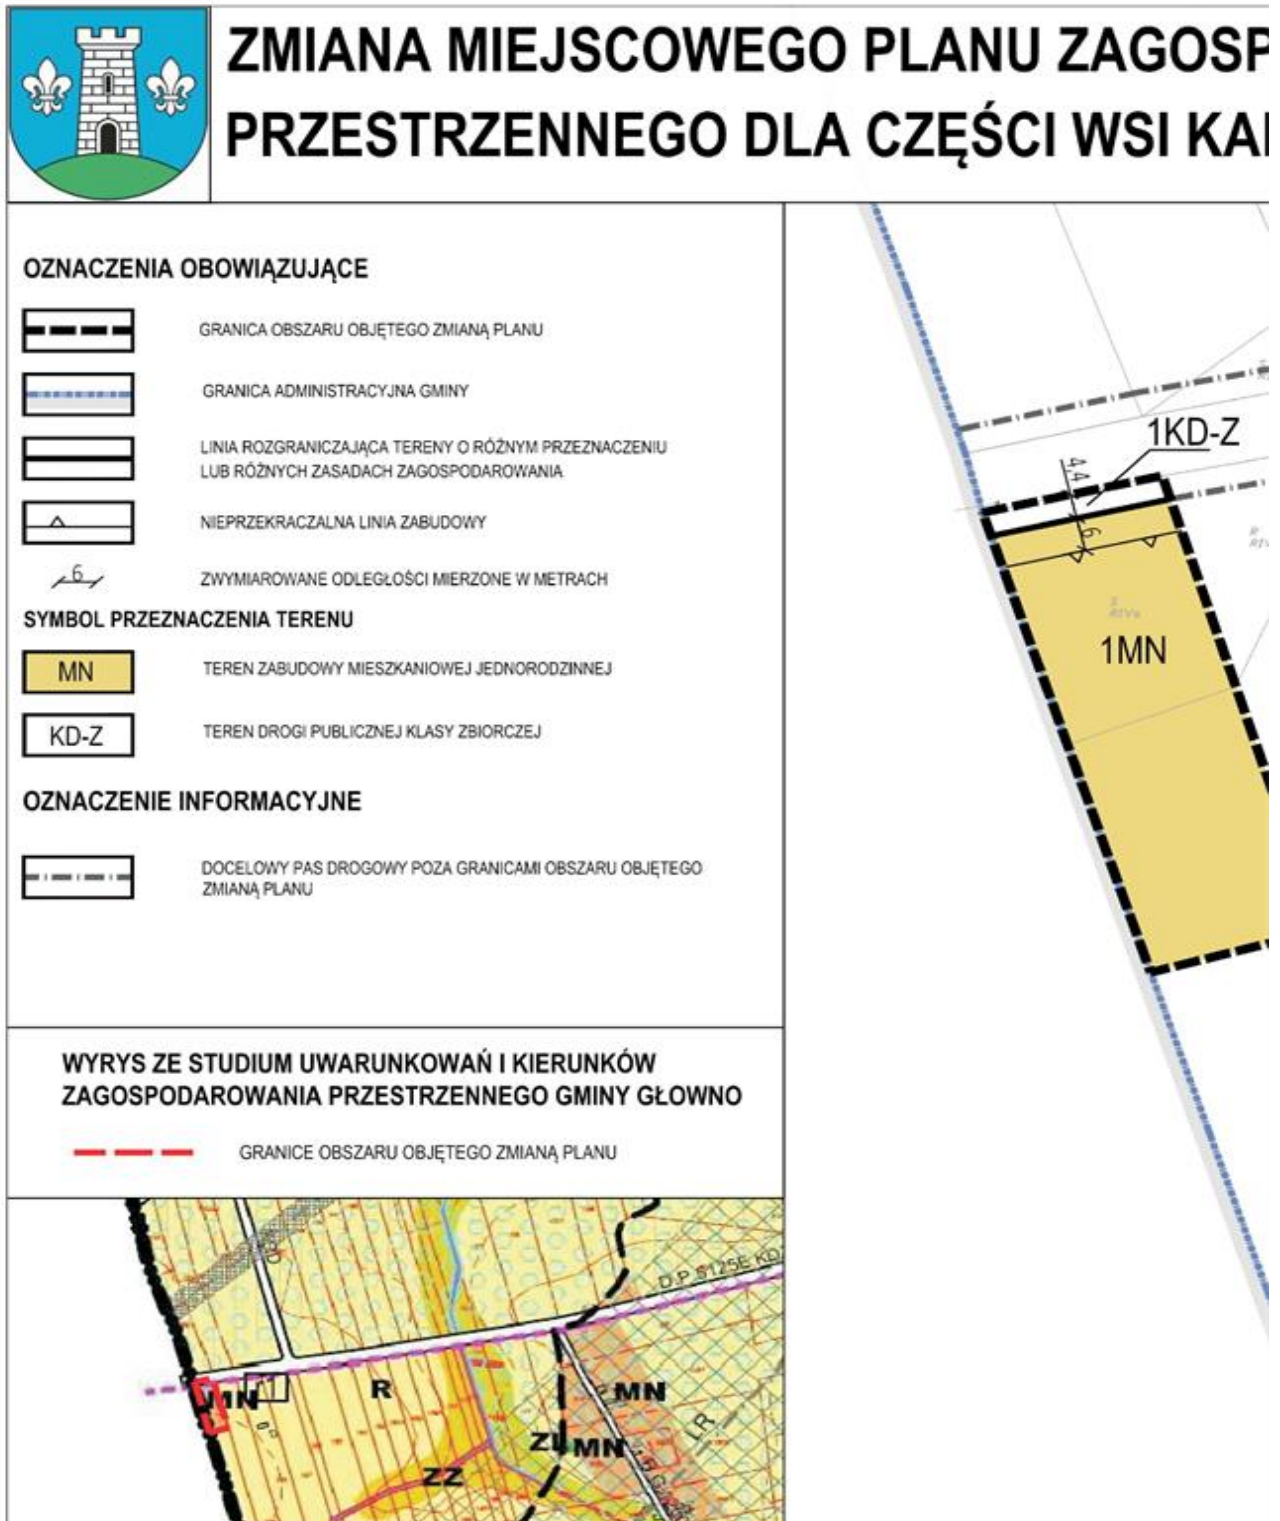 ZMIANA MIEJSCOWEGO PLANU ZAGOSP
PRZESTRZENNEGO DLA CZĘŚCI WSI KA
OZNACZENIA OBOWIĄZUJĄCE
GRANICA OBSZARU OBJĘTEGO ZMIANĄ PLANU
GRANICA ADMINISTRACYJNA GMINY
LINIA ROZGRANICZAJĄCA TERENY O RÓŻNYM PRZEZNACZENIU
LUB RÓŻNYCH ZASADACH ZAGOSPODAROWANIA
NIEPRZEKRACZALNA LINIA ZABUDOWY
6 ZWYMIAROWANE ODLEGŁOŚCI MIERZONE W METRACH
SYMBOL PRZEZNACZENIA TERENU
MN TEREN ZABUDOWY MIESZKANIOWEJ JEDNORODZINNEJ
KD-Z TEREN DROGI PUBLICZNEJ KLASY ZBIORCZEJ
OZNACZENIE INFORMACYJNE
DOCELOWY PAS DROGOWY POZA GRANICAMI OBSZARU OBJĘTEGO
ZMIANĄ PLANU
1KD-Z
4,4
6
1MN
WYRYS ZE STUDIUM UWARUNKOWAŃ I KIERUNKÓW
ZAGOSPODAROWANIA PRZESTRZENNEGO GMINY GŁOWNO
GRANICE OBSZARU OBJĘTEGO ZMIANĄ PLANU
D.P 5125E KD
MN
R
MN
LR
MN
ZZ